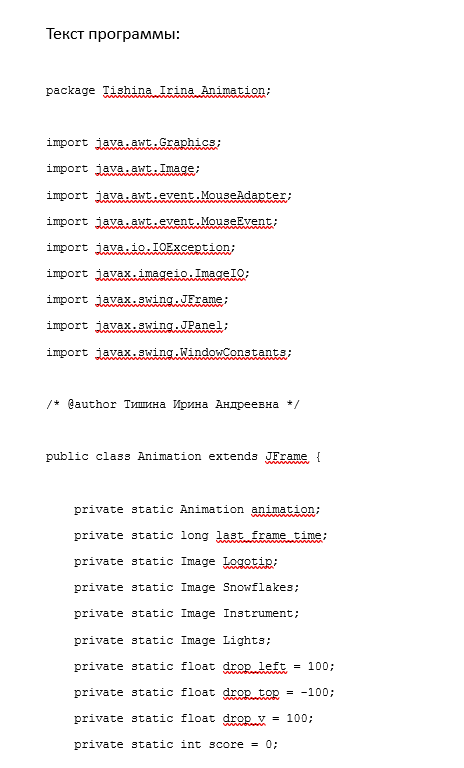 Текст программы:
package Tishina_Irina_Animation;
import java.awt.Graphics;
import java.awt.Image;
import java.awt.event.MouseAdapter;
import java.awt.event.MouseEvent;
import java.io.IOException;
import javax.imageio.ImageIO;
import javax.swing.JFrame;
import javax.swing.JPanel;
import javax.swing.WindowConstants;
/* @author Тишина Ирина Андреевна */
public class Animation extends JFrame {
private static Animation animation;
private static long last_frame_time;
private static Image Logotip;
private static Image Snowflakes;
private static Image Instrument;
private static Image Lights;
private static float drop_left = 100;
private static float drop_top = -100;
private static float drop_v = 100;
private static int score = 0;